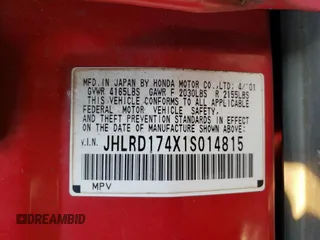 MFD.IN JAPAN BY HONDA MOTOR CO.,LTD. 4/01
GVWR 4165LBS GAWR F 2030LBS R 2155LBS
THIS VEHICLE CONFORMS TO ALL APPLICABLE
FEDERAL MOTOR VEHICLE SAFETY
AND THEFT PREVENTION STANDARDS IN EFFECT
ON THE DATE OF MANUFACTURE SHOWN ABOVE.
V.I.N. JHLRD174X1S014815
MPV
DREAMBID